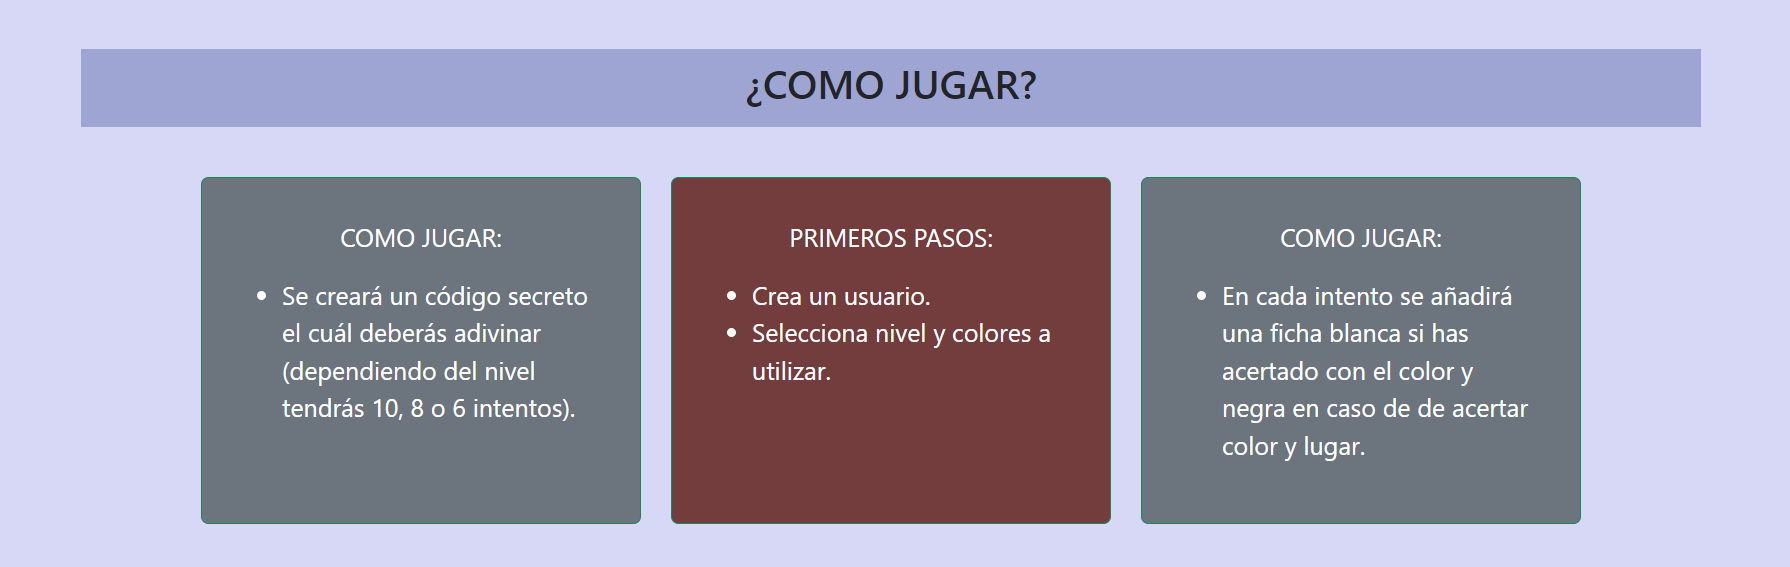 ¿COMO JUGAR?
COMO JUGAR:
Se creará un código secreto
el cuál deberás adivinar
(dependiendo del nivel
tendrás 10, 8 o 6 intentos).
PRIMEROS PASOS:
Crea un usuario.
Selecciona nivel y colores a
utilizar.
COMO JUGAR:
En cada intento se añadirá
una ficha blanca si has
acertado con el color y
negra en caso de de acertar
color y lugar.